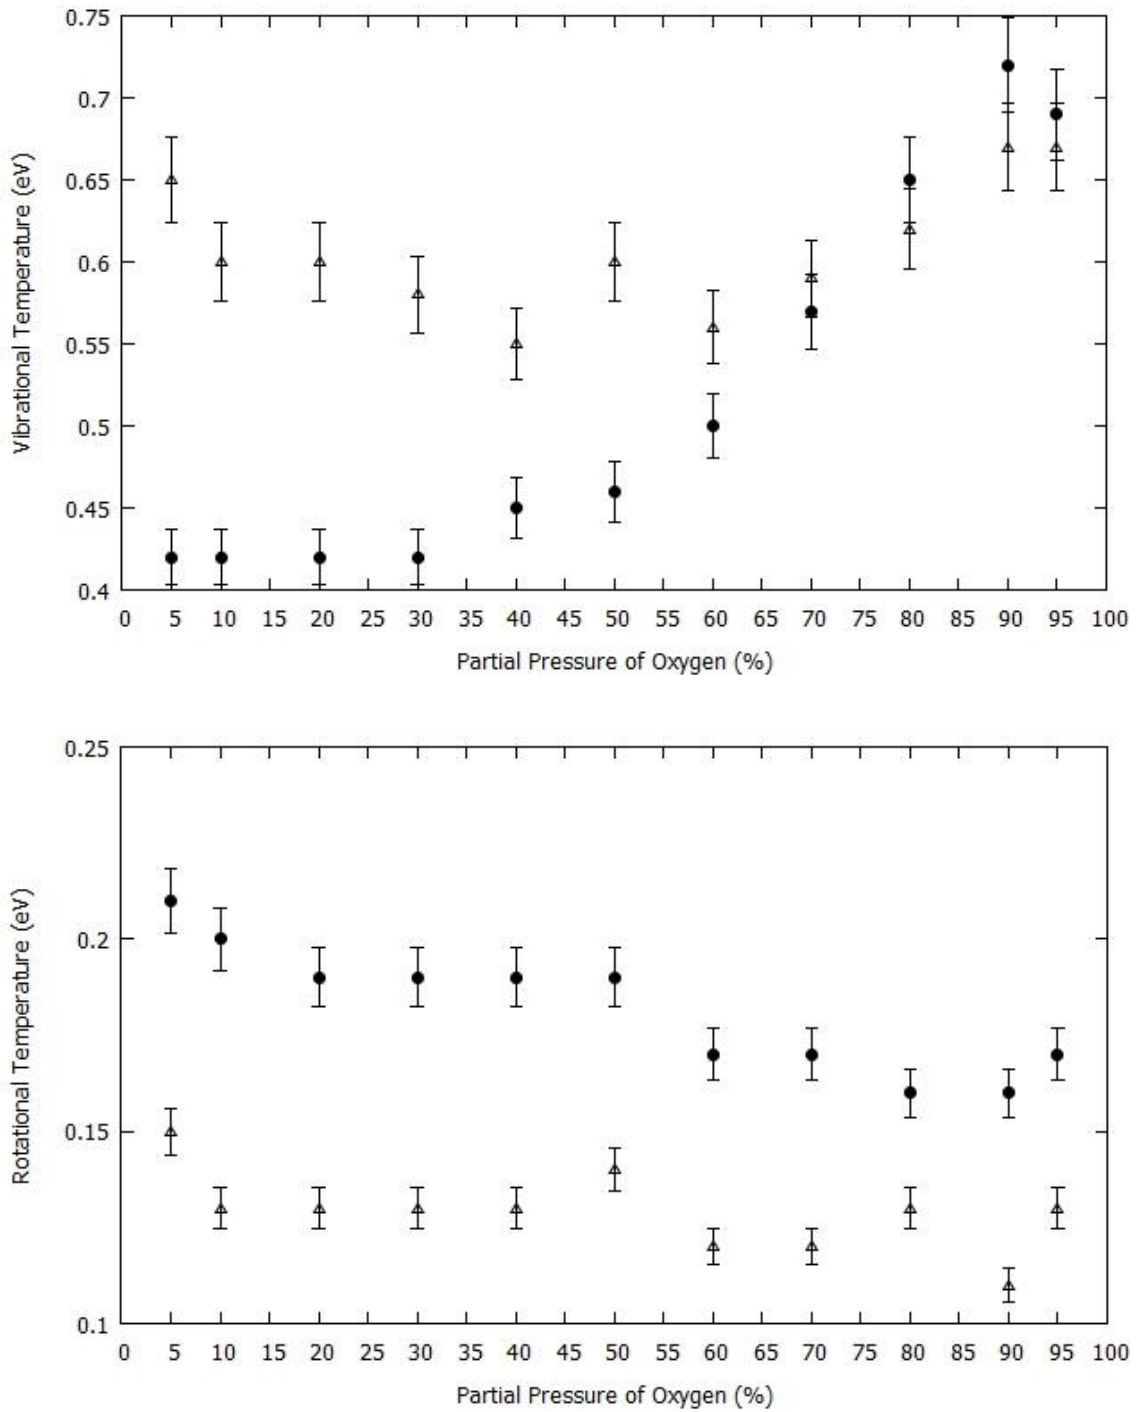 0.75
0.7
0.65
0.6
0.55
0.5
0.45
0.4
Vibrational Temperature (eV)
0 5 10 15 20 25 30 35 40 45 50 55 60 65 70 75 80 85 90 95 100
Partial Pressure of Oxygen (%)
0.25
0.2
0.15
0.1
Rotational Temperature (eV)
0 5 10 15 20 25 30 35 40 45 50 55 60 65 70 75 80 85 90 95 100
Partial Pressure of Oxygen (%)